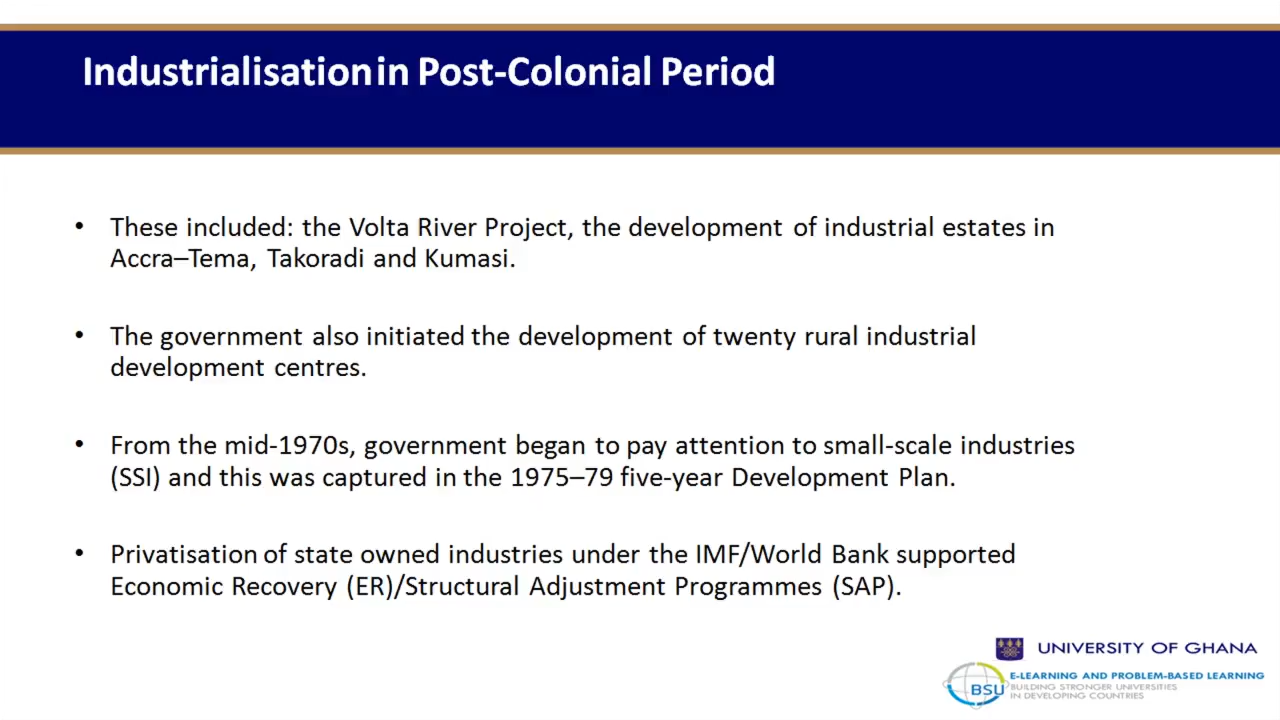 Industrialisation in Post-Colonial Period
• These included: the Volta River Project, the development of industrial estates in
Accra–Tema, Takoradi and Kumasi.
• The government also initiated the development of twenty rural industrial
development centres.
• From the mid-1970s, government began to pay attention to small-scale industries
(SSI) and this was captured in the 1975–79 five-year Development Plan.
• Privatisation of state owned industries under the IMF/World Bank supported
Economic Recovery (ER)/Structural Adjustment Programmes (SAP).
UNIVERSITY OF GHANA
BSU
E-LEARNING AND PROBLEM-BASED LEARNING
BUILDING STRONGER UNIVERSITIES
IN DEVELOPING COUNTRIES